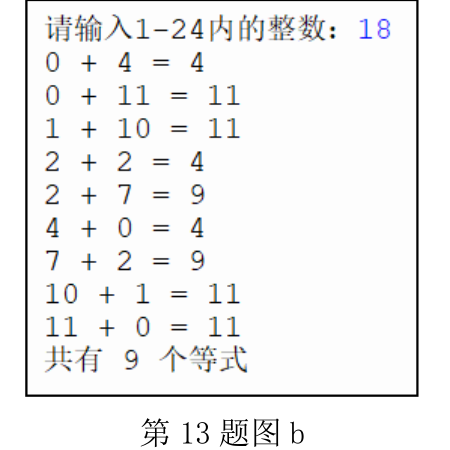 请输入1-24内的整数：18
0 + 4 = 4
0 + 11 = 11
1 + 10 = 11
2 + 2 = 4
2 + 7 = 9
4 + 0 = 4
7 + 2 = 9
10 + 1 = 11
11 + 0 = 11
共有 9 个等式
第 13 题图 b